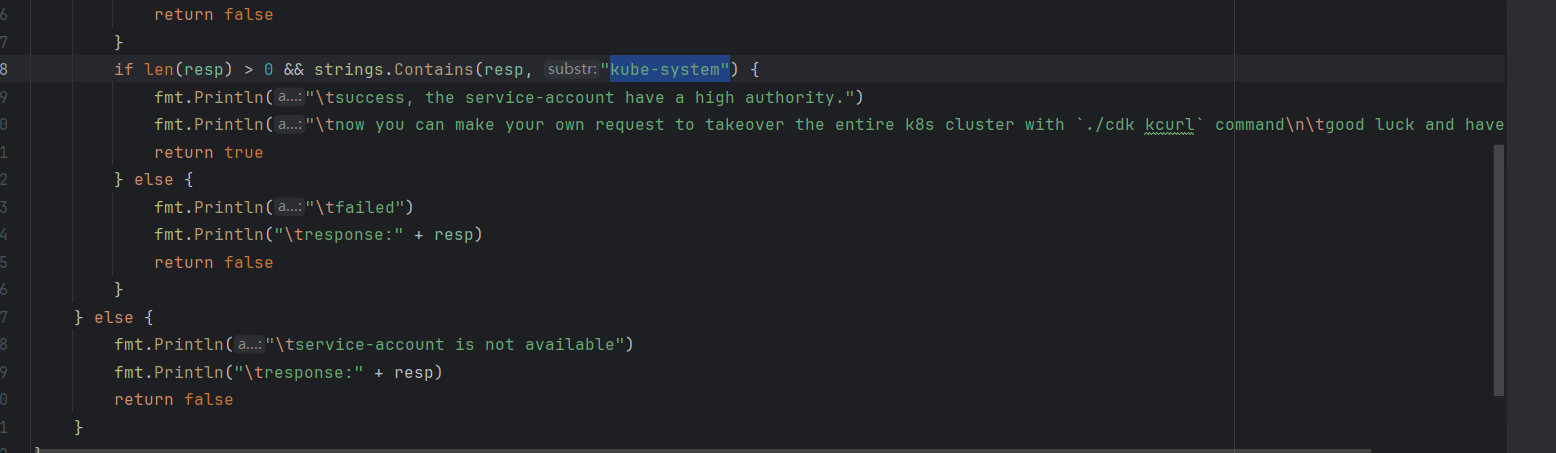 6 return false
7 }
8 if len(resp) > 0 && strings.Contains(resp, substr: "kube-system") {
9 fmt.Println( a...: "\tsuccess, the service-account have a high authority.")
0 fmt.Println( a...: "\tnow you can make your own request to takeover the entire k8s cluster with `./cdk kcurl` command\n\tgood luck and have
1 return true
2 } else {
3 fmt.Println( a...: "\tfailed")
4 fmt.Println("\tresponse:" + resp)
5 return false
6 }
7 } else {
8 fmt.Println( a...: "\tservice-account is not available")
9 fmt.Println("\tresponse:" + resp)
0 return false
1 }